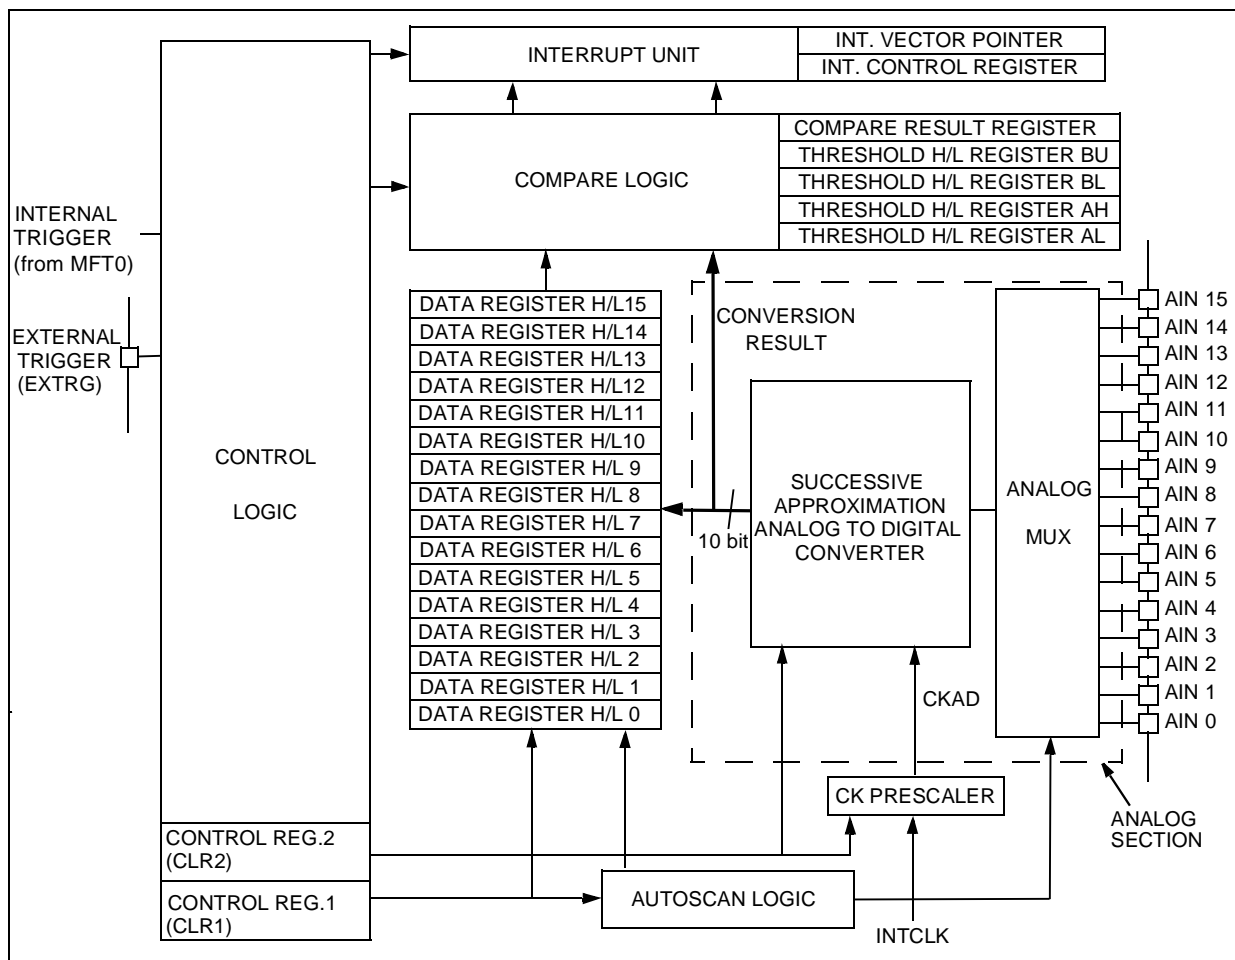 INTERRUPT UNIT
INT. VECTOR POINTER
INT. CONTROL REGISTER
COMPARE LOGIC
COMPARE RESULT REGISTER
THRESHOLD H/L REGISTER BU
THRESHOLD H/L REGISTER BL
THRESHOLD H/L REGISTER AH
THRESHOLD H/L REGISTER AL
INTERNAL
TRIGGER
(from MFT0)
EXTERNAL
TRIGGER
(EXTRG)
CONTROL
LOGIC
DATA REGISTER H/L15
DATA REGISTER H/L14
DATA REGISTER H/L13
DATA REGISTER H/L12
DATA REGISTER H/L11
DATA REGISTER H/L10
DATA REGISTER H/L 9
DATA REGISTER H/L 8
DATA REGISTER H/L 7
DATA REGISTER H/L 6
DATA REGISTER H/L 5
DATA REGISTER H/L 4
DATA REGISTER H/L 3
DATA REGISTER H/L 2
DATA REGISTER H/L 1
DATA REGISTER H/L 0
CONVERSION
RESULT
10 bit
SUCCESSIVE
APPROXIMATION
ANALOG TO DIGITAL
CONVERTER
ANALOG
MUX
AIN 15
AIN 14
AIN 13
AIN 12
AIN 11
AIN 10
AIN 9
AIN 8
AIN 7
AIN 6
AIN 5
AIN 4
AIN 3
AIN 2
AIN 1
AIN 0
CKAD
CK PRESCALER
ANALOG
SECTION
CONTROL REG.2
(CLR2)
CONTROL REG.1
(CLR1)
AUTOSCAN LOGIC
INTCLK